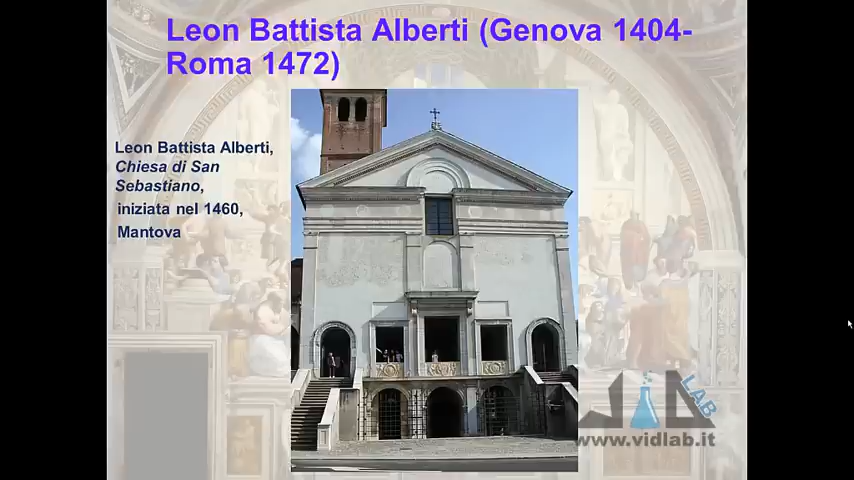 Leon Battista Alberti (Genova 1404-
Roma 1472)
Leon Battista Alberti,
Chiesa di San
Sebastiano,
iniziata nel 1460,
Mantova
LAB
www.vidlab.it